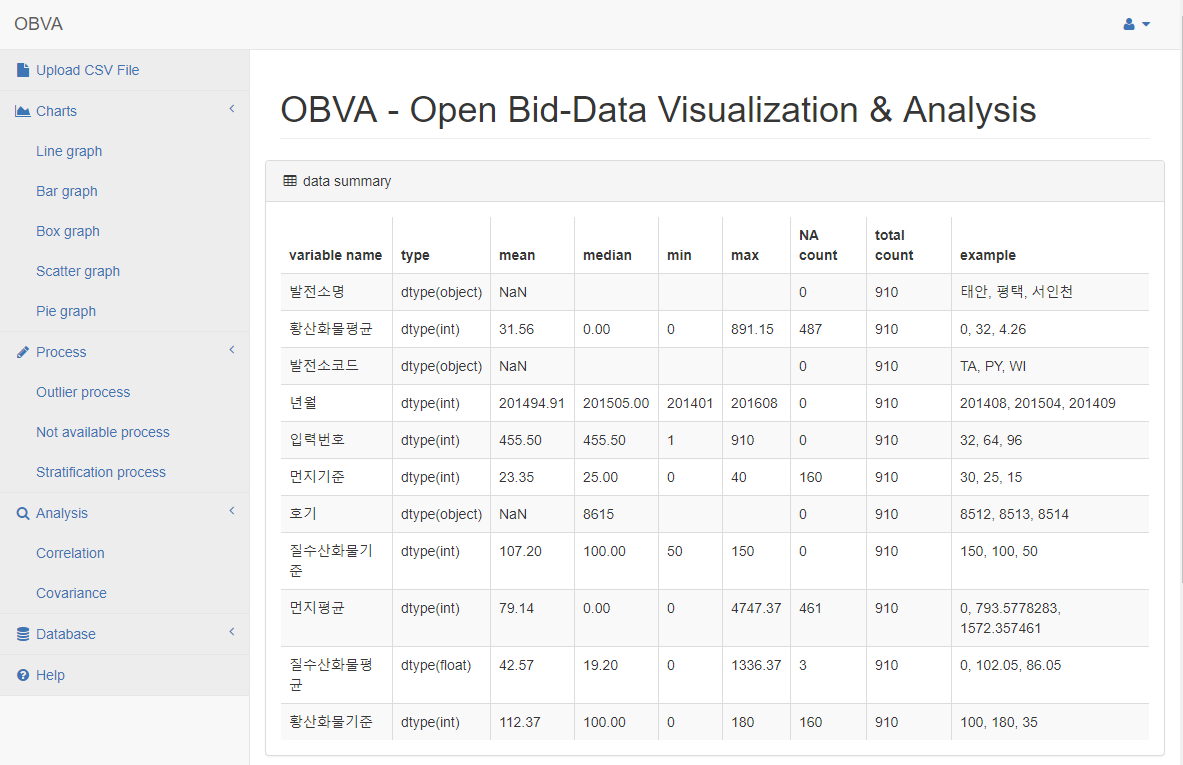 OBVA
Upload CSV File
Charts
Line graph
Bar graph
Box graph
Scatter graph
Pie graph
Process
Outlier process
Not available process
Stratification process
Analysis
Correlation
Covariance
Database
Help
OBVA - Open Bid-Data Visualization & Analysis
data summary
variable name type mean median min max NA count total count example
발전소명 dtype(object) NaN 0 910 태안, 평택, 서인천
황산화물평균 dtype(int) 31.56 0.00 0 891.15 487 910 0, 32, 4.26
발전소코드 dtype(object) NaN 0 910 TA, PY, WI
년월 dtype(int) 201494.91 201505.00 201401 201608 0 910 201408, 201504, 201409
입력번호 dtype(int) 455.50 455.50 1 910 0 910 32, 64, 96
먼지기준 dtype(int) 23.35 25.00 0 40 160 910 30, 25, 15
호기 dtype(object) NaN 8615 0 910 8512, 8513, 8514
질수산화물기준 dtype(int) 107.20 100.00 50 150 0 910 150, 100, 50
먼지평균 dtype(int) 79.14 0.00 0 4747.37 461 910 0, 793.5778283, 1572.357461
질수산화물평균 dtype(float) 42.57 19.20 0 1336.37 3 910 0, 102.05, 86.05
황산화물기준 dtype(int) 112.37 100.00 0 180 160 910 100, 180, 35